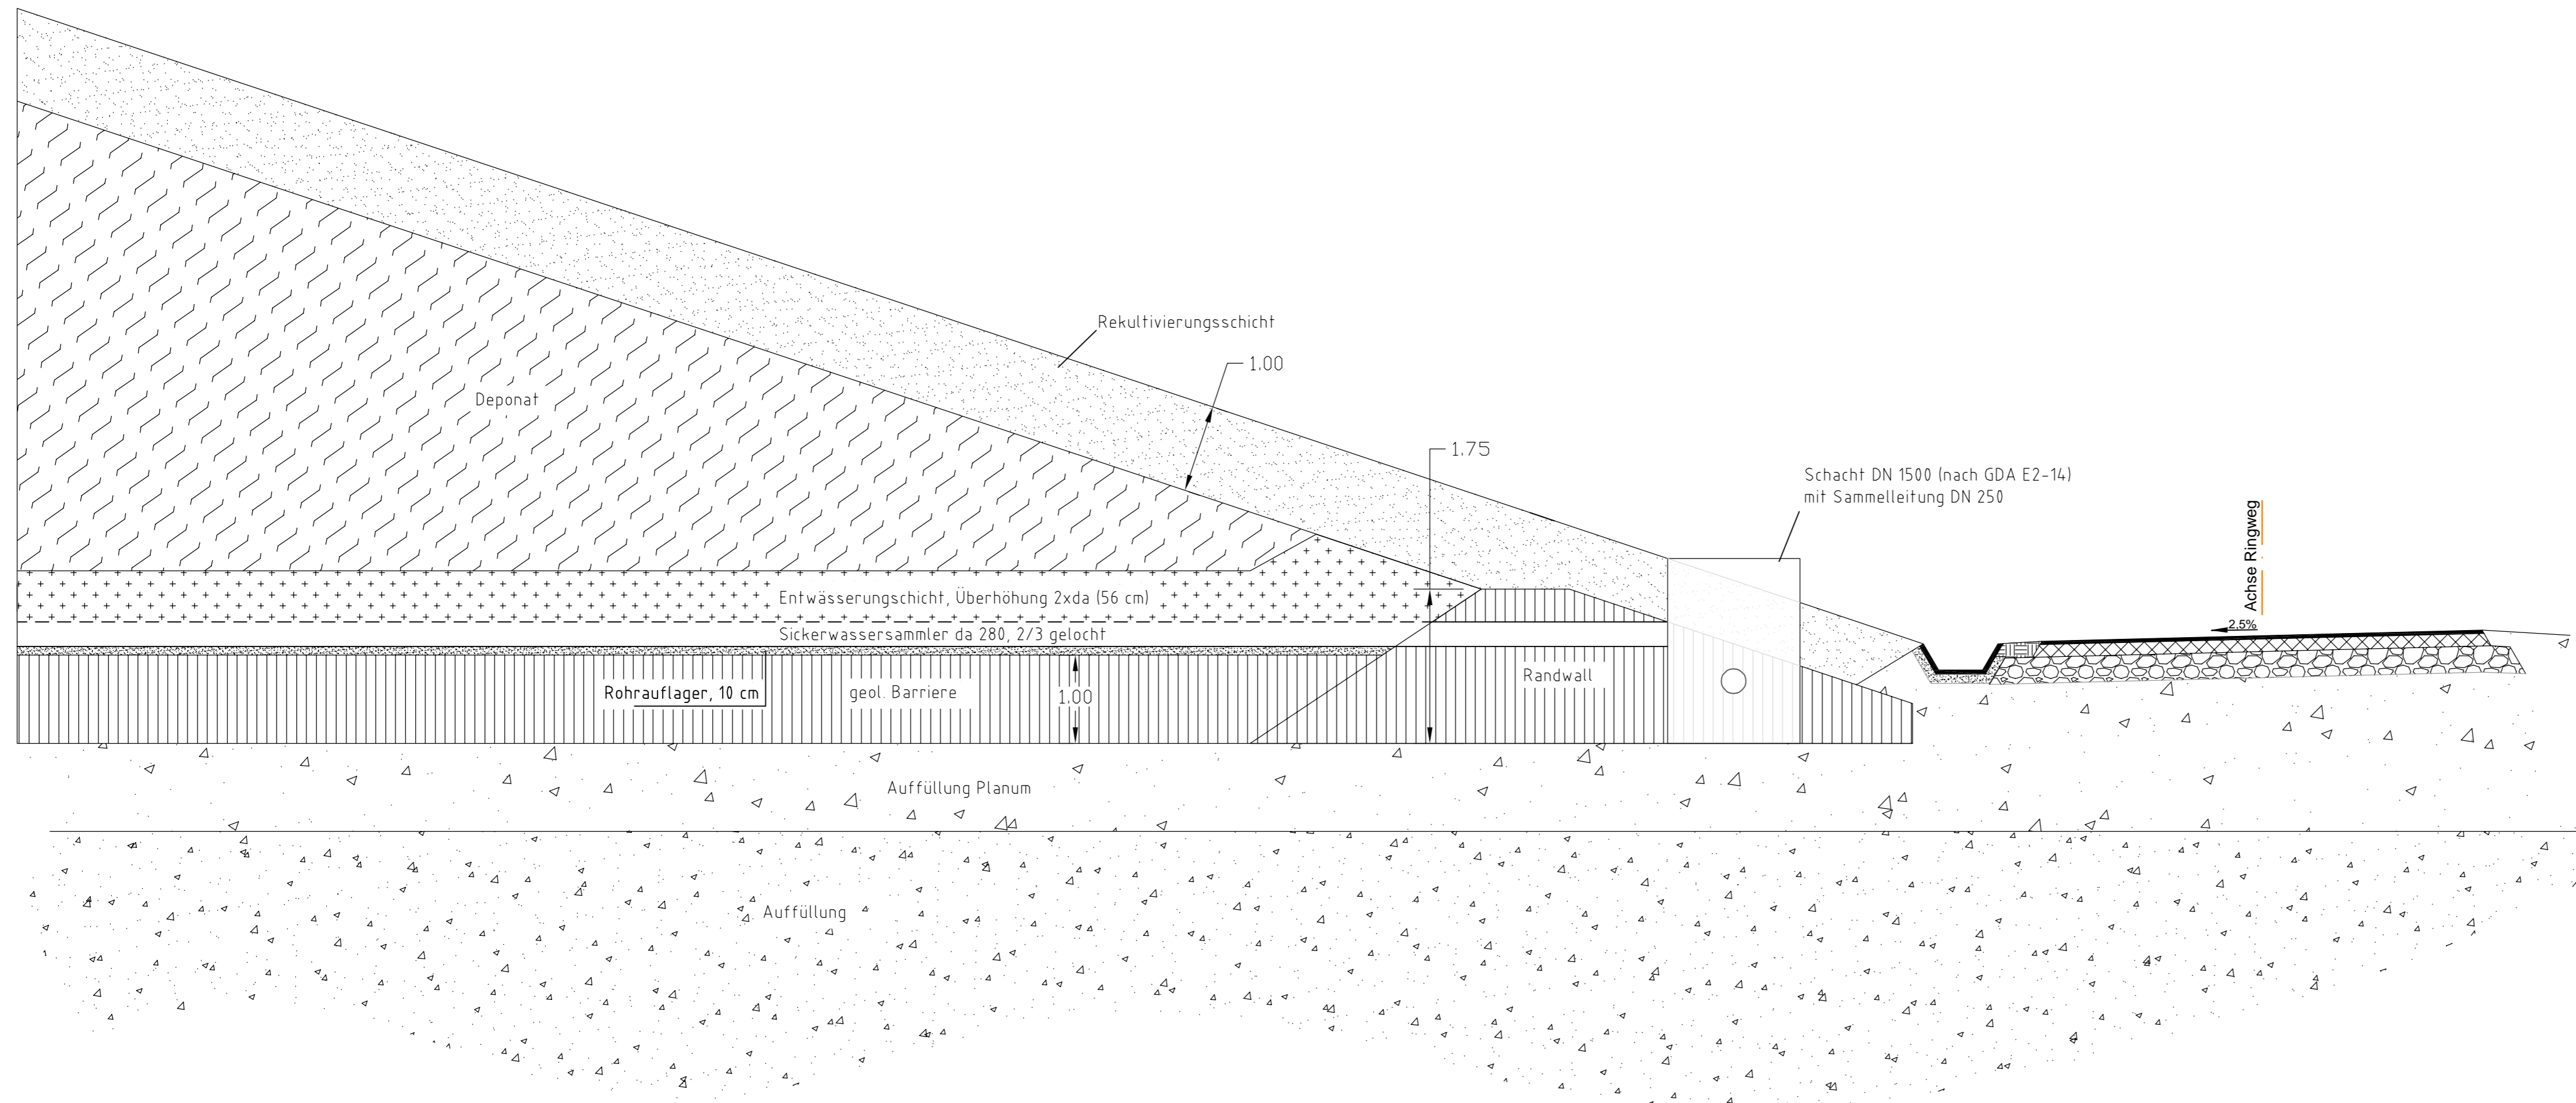 Rekultivierungsschicht
1.00
Deponat
1.75
Schacht DN 1500 (nach GDA E2-14)
mit Sammelleitung DN 250
Achse Ringweg
2,5%
Entwässerungschicht, Überhöhung 2xda (56 cm)
Sickerwassersammler da 280, 2/3 gelocht
Randwall
Rohrauflager, 10 cm
geol. Barriere
1.00
Auffüllung Planum
Auffüllung